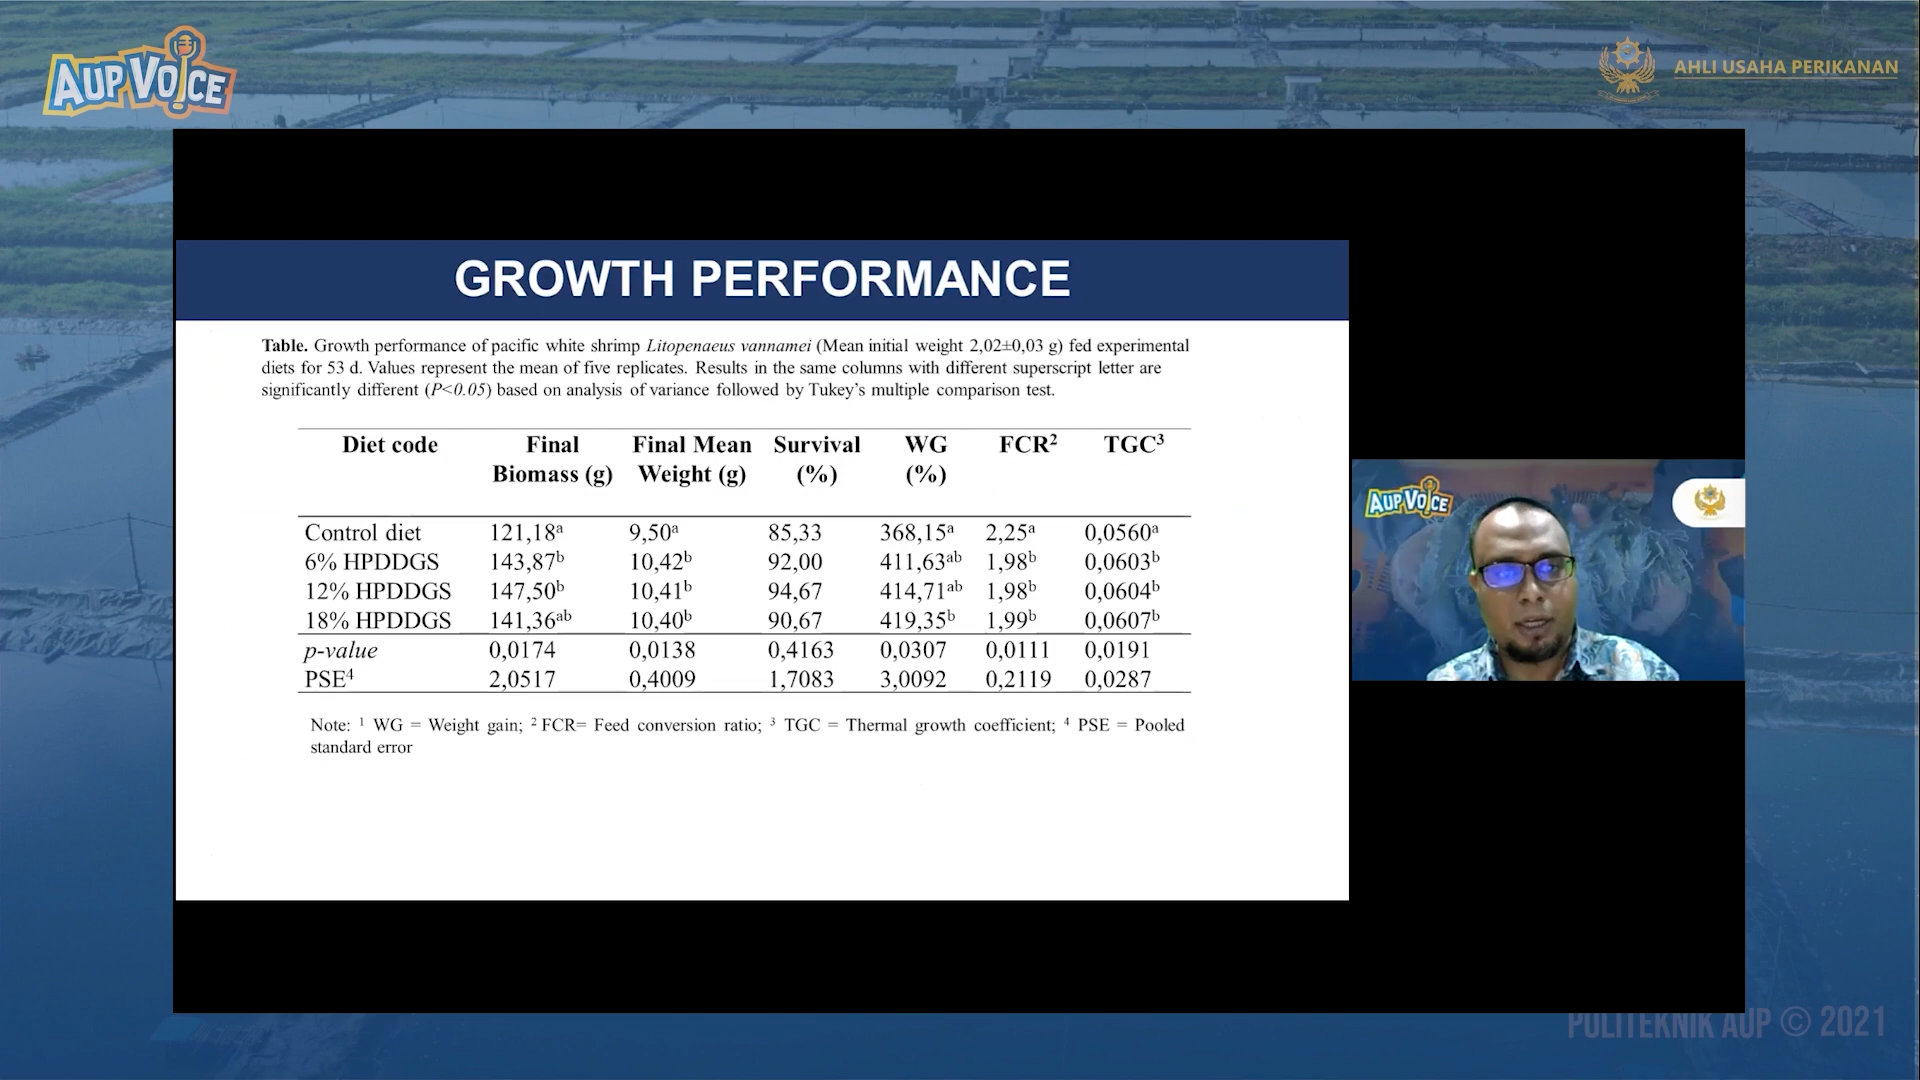 AUP VOICE
AHLI USAHA PERIKANAN
GROWTH PERFORMANCE
Table. Growth performance of pacific white shrimp Litopenaeus vannamei (Mean initial weight 2,02±0,03 g) fed experimental
diets for 53 d. Values represent the mean of five replicates. Results in the same columns with different superscript letter are
significantly different (P<0.05) based on analysis of variance followed by Tukey's multiple comparison test.
Diet code Final Biomass (g) Final Mean Weight (g) Survival (%) WG (%) FCR² TGC³
Control diet 121,18ᵃ 9,50ᵃ 85,33 368,15ᵃ 2,25ᵃ 0,0560ᵃ
6% HPDDGS 143,87ᵇ 10,42ᵇ 92,00 411,63ᵃᵇ 1,98ᵇ 0,0603ᵇ
12% HPDDGS 147,50ᵇ 10,41ᵇ 94,67 414,71ᵃᵇ 1,98ᵇ 0,0604ᵇ
18% HPDDGS 141,36ᵃᵇ 10,40ᵇ 90,67 419,35ᵇ 1,99ᵇ 0,0607ᵇ
p-value 0,0174 0,0138 0,4163 0,0307 0,0111 0,0191
PSE⁴ 2,0517 0,4009 1,7083 3,0092 0,2119 0,0287
Note: ¹ WG = Weight gain; ² FCR= Feed conversion ratio; ³ TGC = Thermal growth coefficient; ⁴ PSE = Pooled
standard error
AUP VOICE
POLITEKNIK AUP © 2021